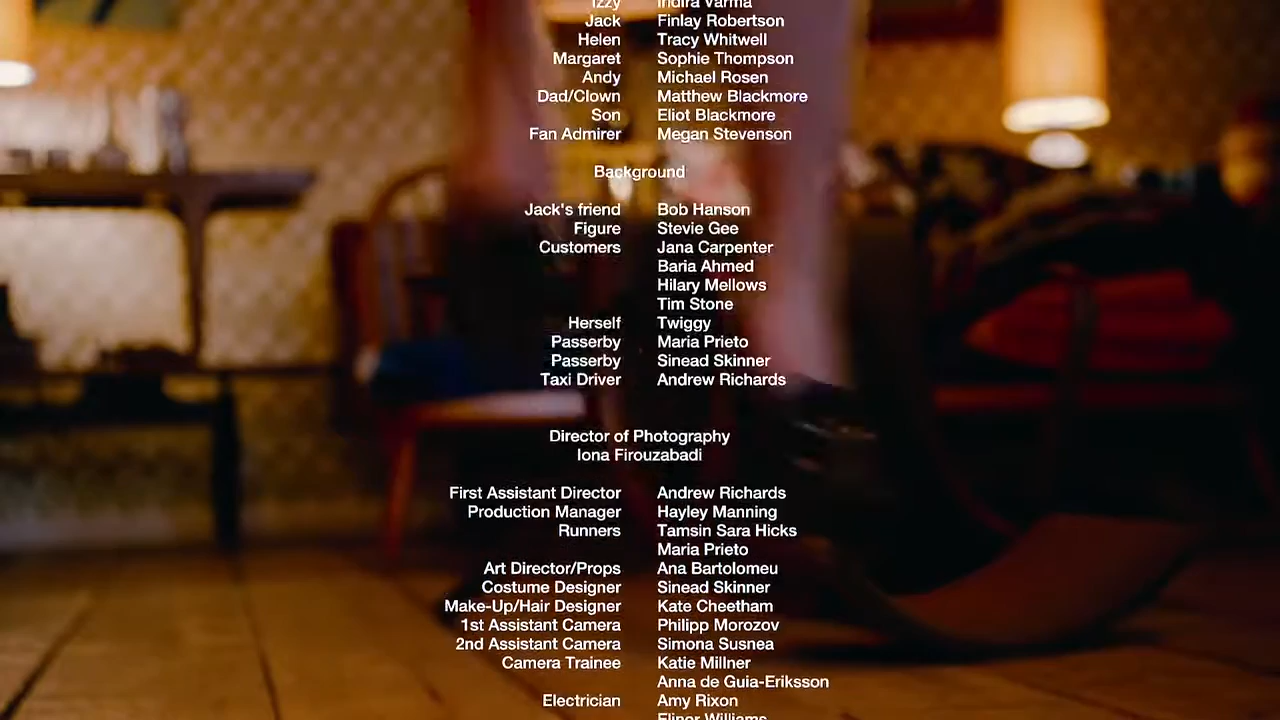 Izzy Indira Varma
Jack Finlay Robertson
Helen Tracy Whitwell
Margaret Sophie Thompson
Andy Michael Rosen
Dad/Clown Matthew Blackmore
Son Eliot Blackmore
Fan Admirer Megan Stevenson
Background
Jack's friend Bob Hanson
Figure Stevie Gee
Customers Jana Carpenter
Baria Ahmed
Hilary Mellows
Tim Stone
Herself Twiggy
Passerby Maria Prieto
Passerby Sinead Skinner
Taxi Driver Andrew Richards
Director of Photography
Iona Firouzabadi
First Assistant Director Andrew Richards
Production Manager Hayley Manning
Runners Tamsin Sara Hicks
Maria Prieto
Art Director/Props Ana Bartolomeu
Costume Designer Sinead Skinner
Make-Up/Hair Designer Kate Cheetham
1st Assistant Camera Philipp Morozov
2nd Assistant Camera Simona Susnea
Camera Trainee Katie Millner
Anna de Guia-Eriksson
Electrician Amy Rixon
Elinor Williams